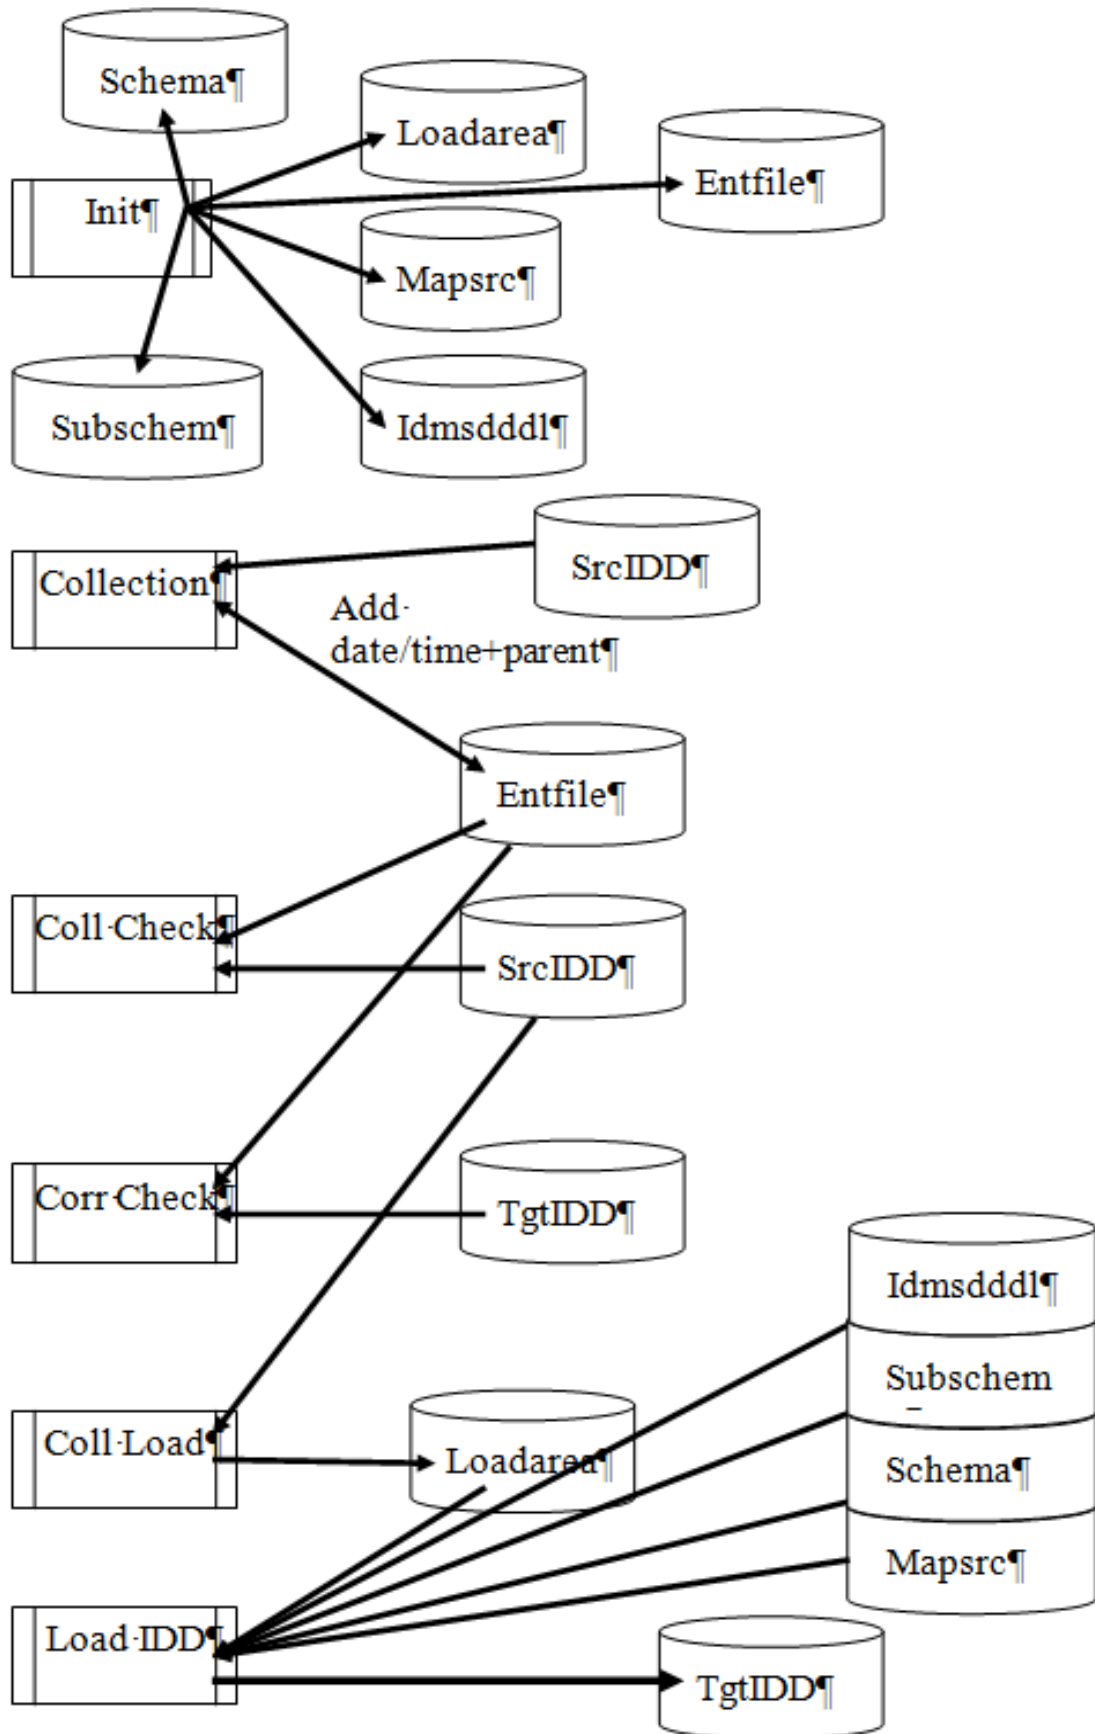 Schema¶
Loadarea¶
Entfile¶
Init¶
Mapsrc¶
Subschem¶
Idmsdddl¶
SrcIDD¶
Collection¶
Add·
date/time+parent¶
Entfile¶
Coll·Check¶
SrcIDD¶
Corr·Check¶
TgtIDD¶
Idmsdddl¶
Subschem
Schema¶
Coll·Load¶
Loadarea¶
Mapsrc¶
Load·IDD¶
TgtIDD¶